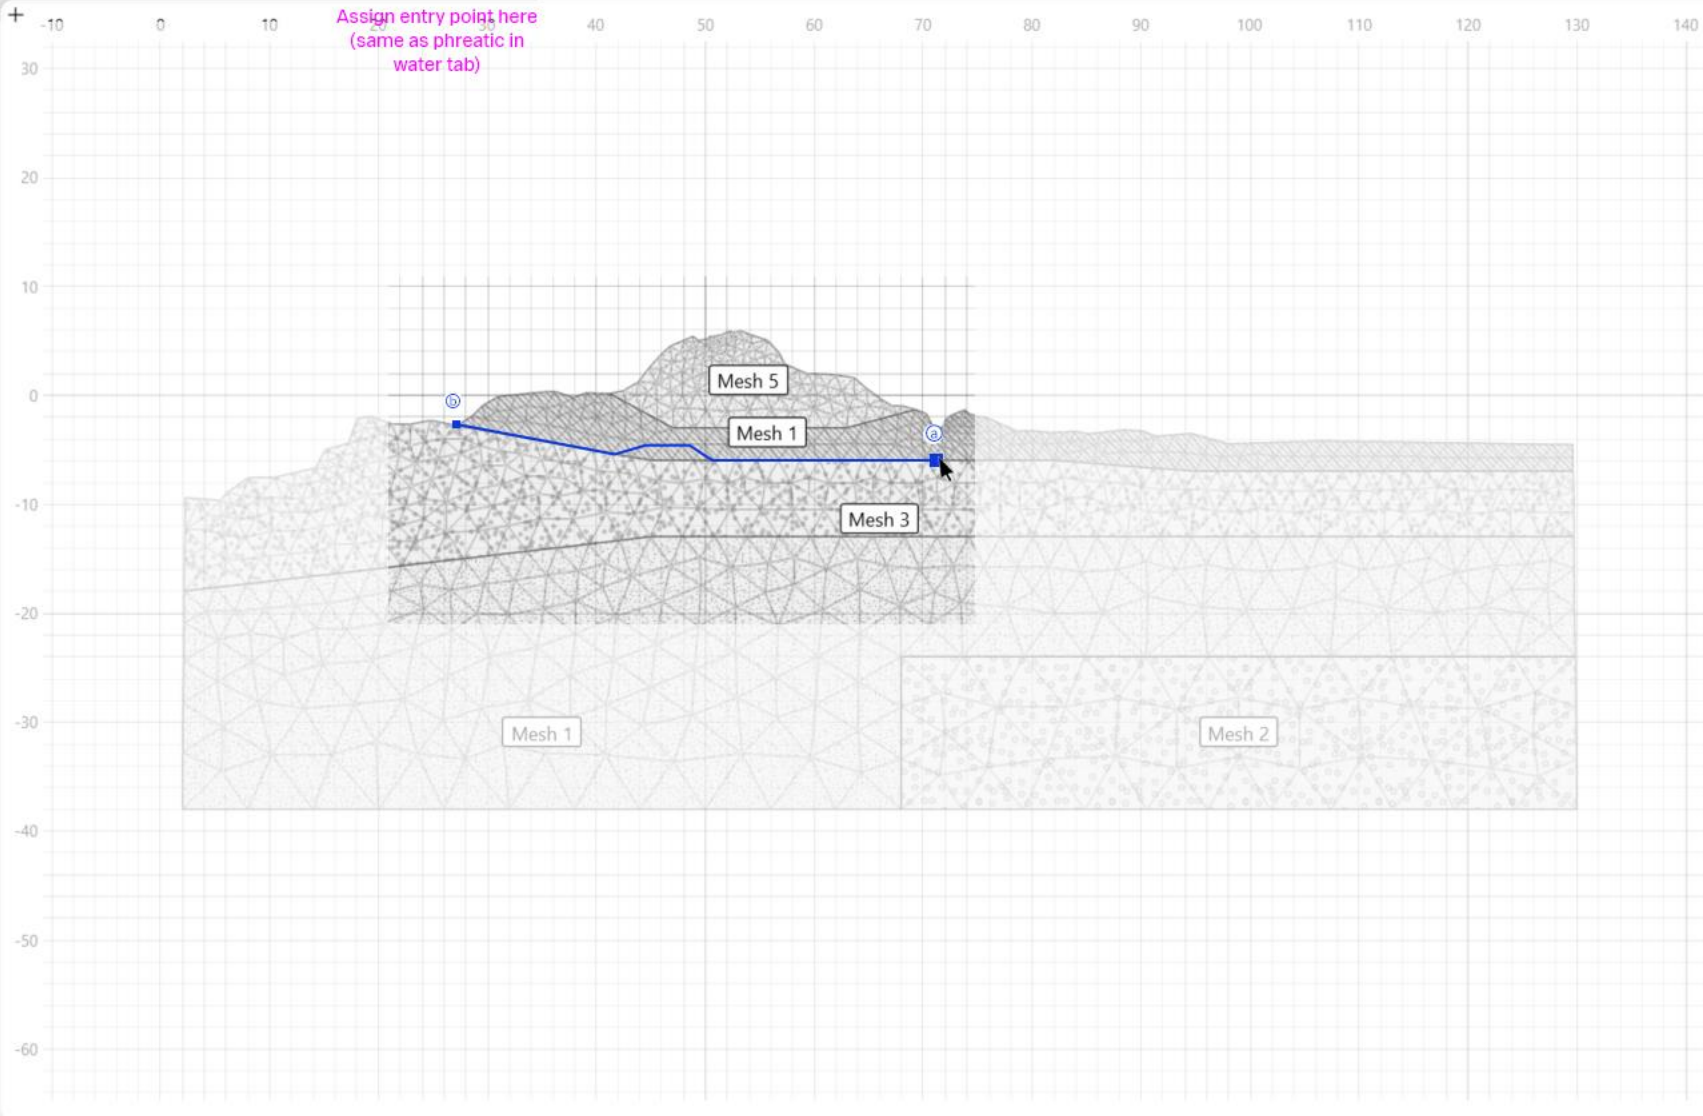 -10 0 10 20 30 40 50 60 70 80 90 100 110 120 130 140
Assign entry point here
(same as phreatic in
water tab)
30
20
10
0
-10
-20
-30
-40
-50
-60
b
a
Mesh 5
Mesh 1
Mesh 3
Mesh 1
Mesh 2